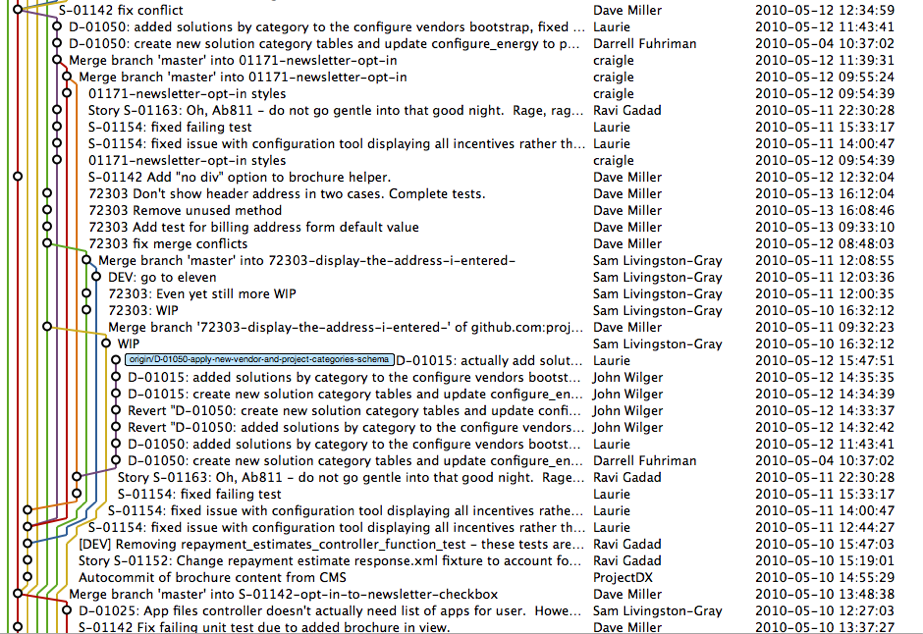 S-01142 fix conflict Dave Miller 2010-05-12 12:34:59
D-01050: added solutions by category to the configure vendors bootstrap, fixed ... Laurie 2010-05-12 11:43:41
D-01050: create new solution category tables and update configure_energy to p... Darrell Fuhriman 2010-05-04 10:37:02
Merge branch 'master' into 01171-newsletter-opt-in craigle 2010-05-12 11:39:31
Merge branch 'master' into 01171-newsletter-opt-in craigle 2010-05-12 09:55:24
01171-newsletter-opt-in styles craigle 2010-05-12 09:54:39
Story S-01163: Oh, Ab811 - do not go gentle into that good night.  Rage, rag... Ravi Gadad 2010-05-11 22:30:28
S-01154: fixed failing test Laurie 2010-05-11 15:33:17
S-01154: fixed issue with configuration tool displaying all incentives rather th... Laurie 2010-05-11 14:00:47
01171-newsletter-opt-in styles craigle 2010-05-12 09:54:39
S-01142 Add "no div" option to brochure helper. Dave Miller 2010-05-12 12:32:04
72303 Don't show header address in two cases. Complete tests. Dave Miller 2010-05-13 16:12:04
72303 Remove unused method Dave Miller 2010-05-13 16:08:46
72303 Add test for billing address form default value Dave Miller 2010-05-13 09:33:10
72303 fix merge conflicts Dave Miller 2010-05-12 08:48:03
Merge branch 'master' into 72303-display-the-address-i-entered- Sam Livingston-Gray 2010-05-11 12:08:55
DEV: go to eleven Sam Livingston-Gray 2010-05-11 12:03:36
72303: Even yet still more WIP Sam Livingston-Gray 2010-05-11 12:00:35
72303: WIP Sam Livingston-Gray 2010-05-10 16:32:12
Merge branch '72303-display-the-address-i-entered-' of github.com:proj... Dave Miller 2010-05-11 09:32:23
WIP Sam Livingston-Gray 2010-05-10 16:32:12
origin/D-01050-apply-new-vendor-and-project-categories-schema D-01015: actually add solut... Laurie 2010-05-12 15:47:51
D-01015: added solutions by category to the configure vendors bootst... John Wilger 2010-05-12 14:35:35
D-01015: create new solution category tables and update configure_en... John Wilger 2010-05-12 14:34:39
Revert "D-01050: create new solution category tables and update confi... John Wilger 2010-05-12 14:33:37
Revert "D-01050: added solutions by category to the configure vendors... John Wilger 2010-05-12 14:32:42
D-01050: added solutions by category to the configure vendors bootst... Laurie 2010-05-12 11:43:41
D-01050: create new solution category tables and update configure_en... Darrell Fuhriman 2010-05-04 10:37:02
Story S-01163: Oh, Ab811 - do not go gentle into that good night.  Rage... Ravi Gadad 2010-05-11 22:30:28
S-01154: fixed failing test Laurie 2010-05-11 15:33:17
S-01154: fixed issue with configuration tool displaying all incentives rathe... Laurie 2010-05-11 14:00:47
S-01154: fixed issue with configuration tool displaying all incentives rather th... Laurie 2010-05-11 12:44:27
[DEV] Removing repayment_estimates_controller_function_test - these tests are... Ravi Gadad 2010-05-10 15:47:03
Story S-01152: Change repayment estimate response.xml fixture to account fo... Ravi Gadad 2010-05-10 15:19:01
Autocommit of brochure content from CMS ProjectDX 2010-05-10 14:55:29
Merge branch 'master' into S-01142-opt-in-to-newsletter-checkbox Dave Miller 2010-05-10 13:48:38
D-01025: App files controller doesn't actually need list of apps for user.  Howe... Sam Livingston-Gray 2010-05-10 12:27:03
S-01142 Fix failing unit test due to added brochure in view. Dave Miller 2010-05-10 13:37:27